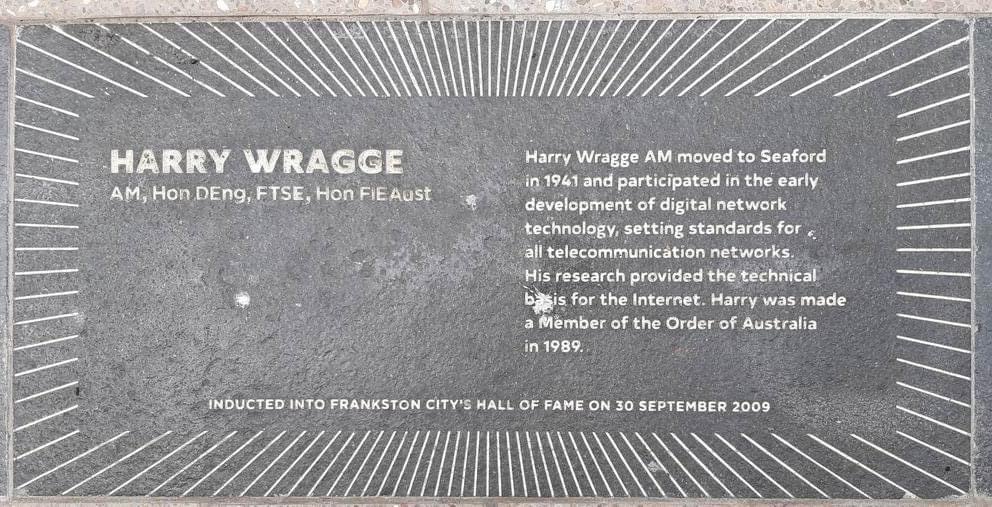 HARRY WRAGGE
AM, Hon DEng, FTSE, Hon FIEAust
Harry Wragge AM moved to Seaford
in 1941 and participated in the early
development of digital network
technology, setting standards for
all telecommunication networks.
His research provided the technical
basis for the Internet. Harry was made
a Member of the Order of Australia
in 1989.
INDUCTED INTO FRANKSTON CITY'S HALL OF FAME ON 30 SEPTEMBER 2009